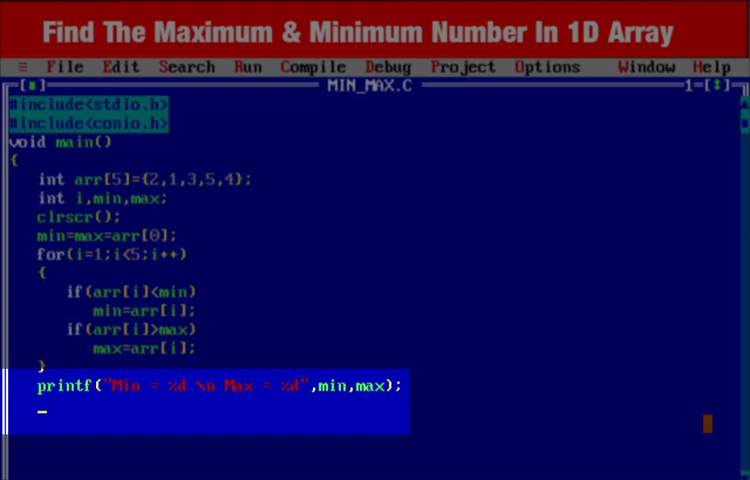 Find The Maximum & Minimum Number In 1D Array
≡ File Edit Search Run Compile Debug Project Options Window Help
[■] MIN_MAX.C 1=[↕]
#include<stdio.h>
#include<conio.h>
void main()
{
int arr[5]={2,1,3,5,4};
int i,min,max;
clrscr();
min=max=arr[0];
for(i=1;i<5;i++)
{
if(arr[i]<min)
min=arr[i];
if(arr[i]>max)
max=arr[i];
}
printf("Min = %d \n Max = %d",min,max);